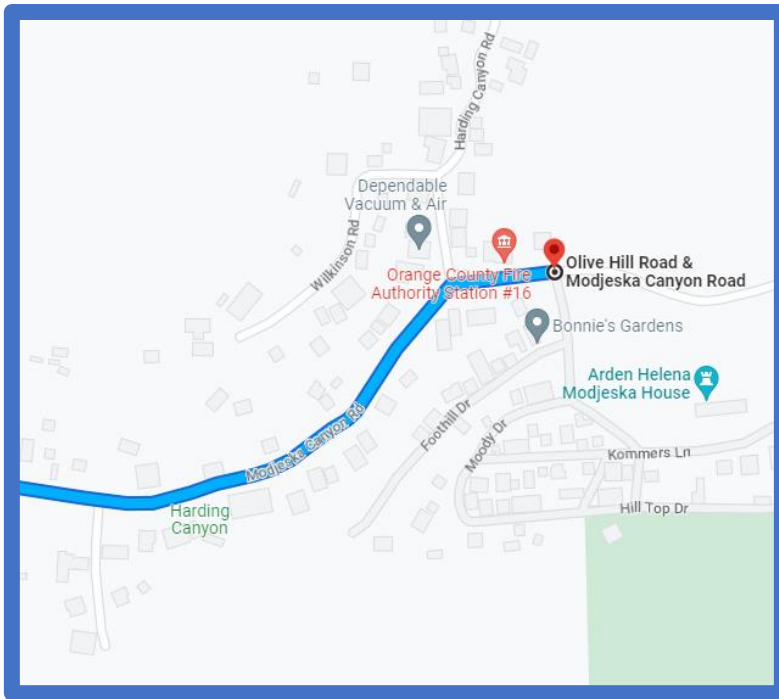 Harding Canyon Rd
Dependable
Vacuum & Air
Wilkinson Rd
Orange County Fire
Authority Station #16
Olive Hill Road &
Modjeska Canyon Road
Bonnie's Gardens
Arden Helena
Modjeska House
Foothill Dr
Moody Dr
Modjeska Canyon Rd
Kommers Ln
Harding
Canyon
Hill Top Dr